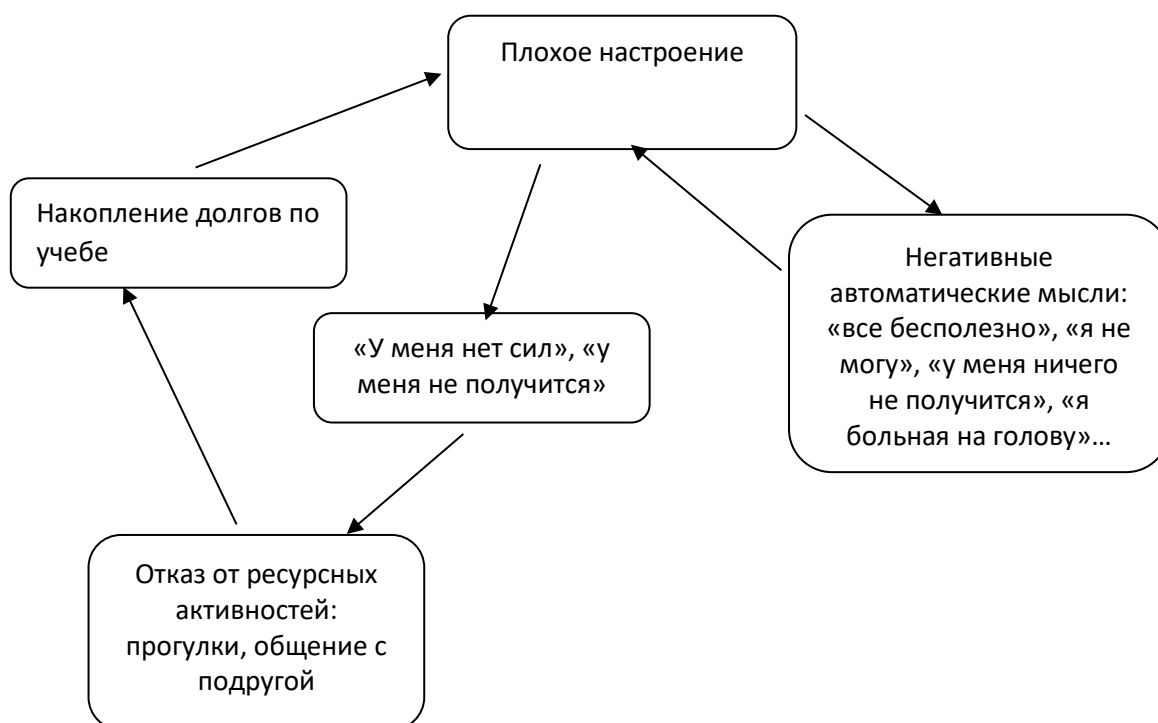 Плохое настроение
Накопление долгов по
учебе
Негативные
автоматические мысли:
«все бесполезно», «я не
могу», «у меня ничего
не получится», «я
больная на голову»…
«У меня нет сил», «у
меня не получится»
Отказ от ресурсных
активностей:
прогулки, общение с
подругой